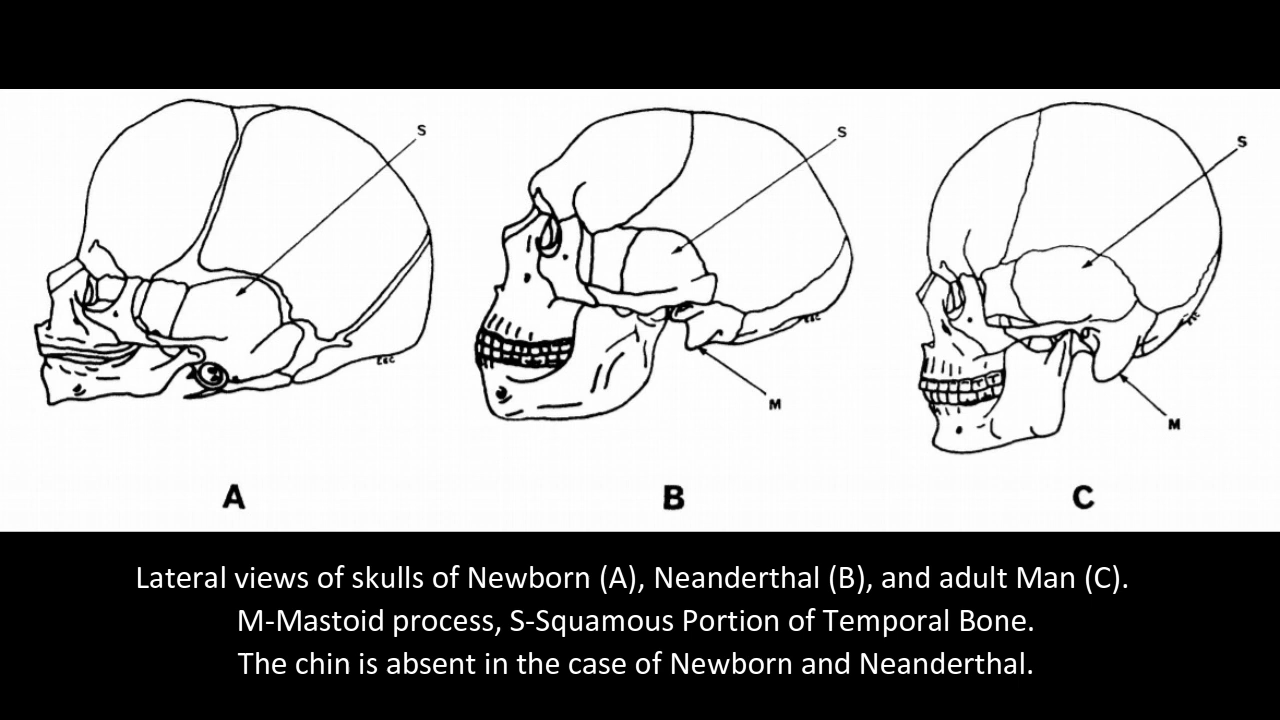 S
S
S
M
M
A
B
C
Lateral views of skulls of Newborn (A), Neanderthal (B), and adult Man (C).
M-Mastoid process, S-Squamous Portion of Temporal Bone.
The chin is absent in the case of Newborn and Neanderthal.